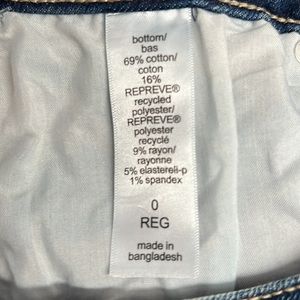 bottom/
bas
69% cotton/
coton
16%
REPREVE®
recycled
polyester/
REPREVE®
polyester
recyclé
9% rayon/
rayonne
5% elastereli-p
1% spandex
0
REG
made in
bangladesh